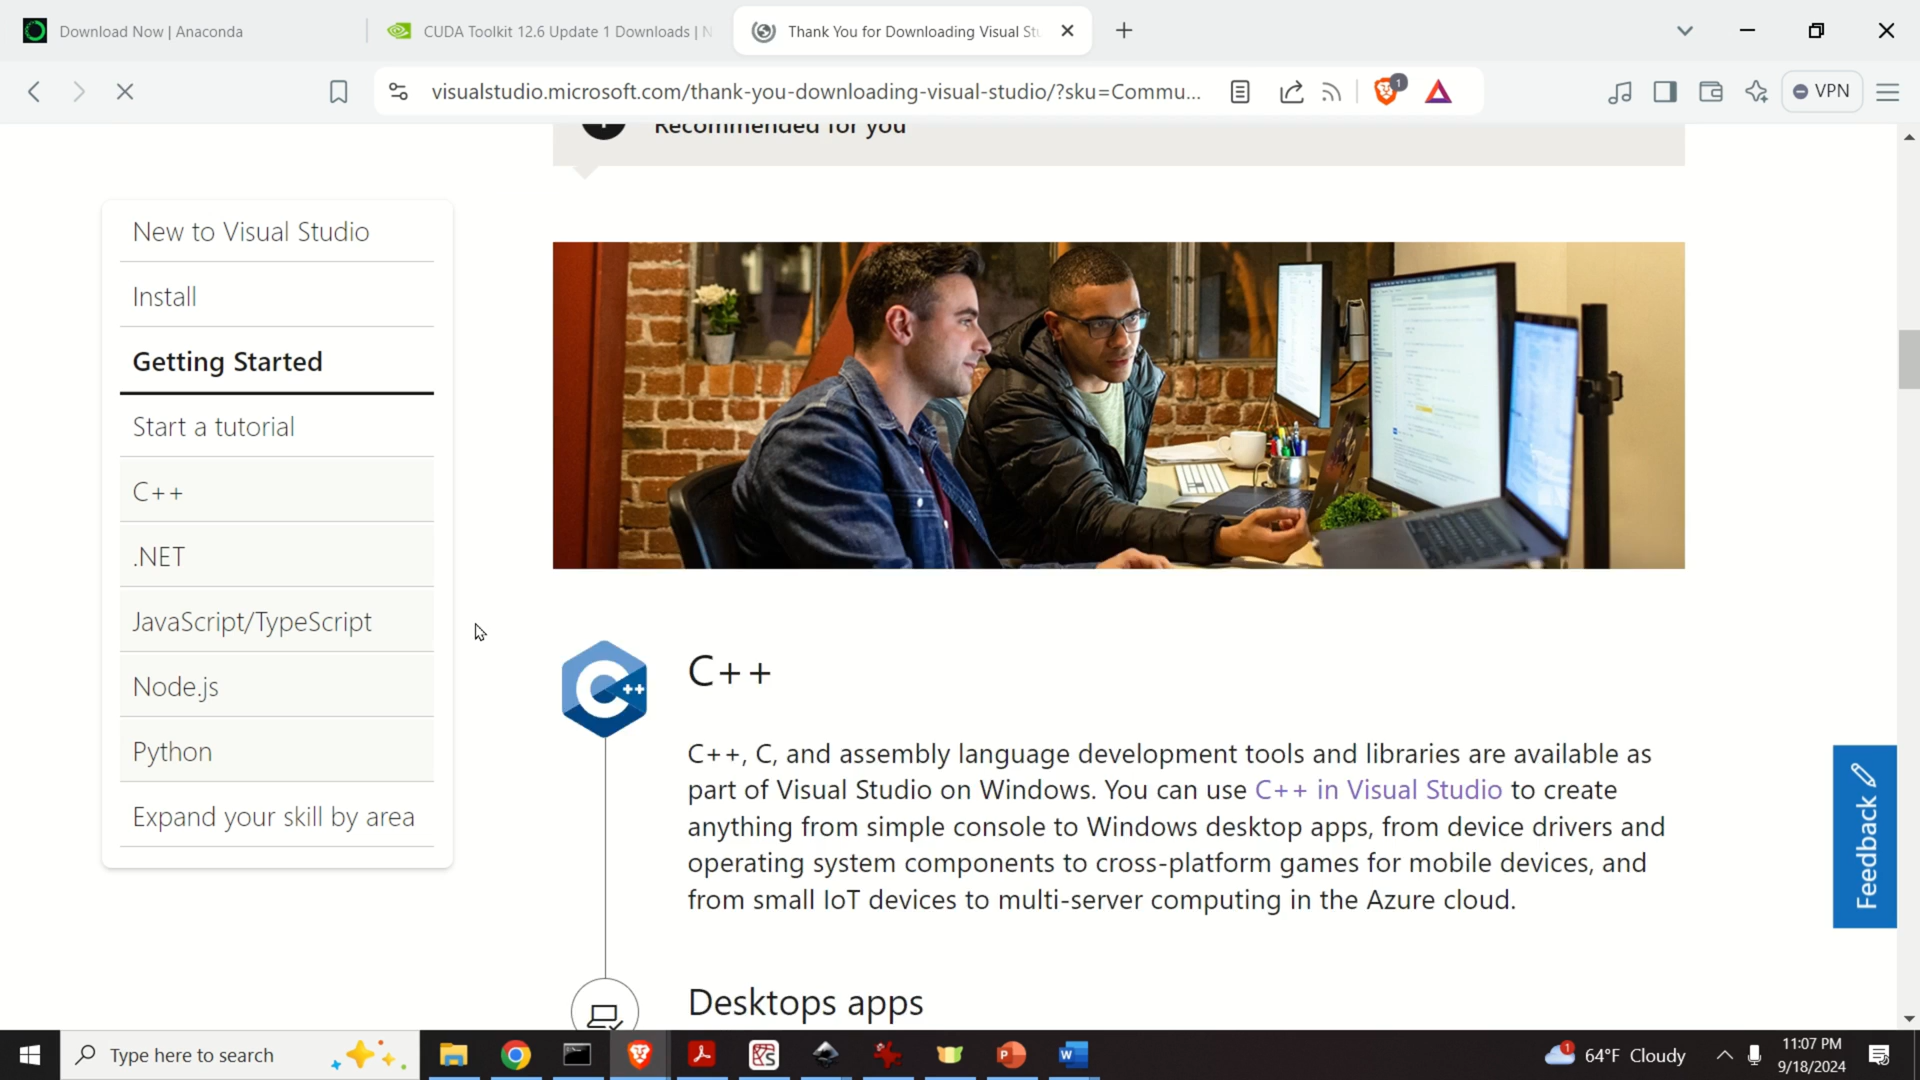 Download Now | Anaconda
CUDA Toolkit 12.6 Update 1 Downloads | N
Thank You for Downloading Visual Stu
visualstudio.microsoft.com/thank-you-downloading-visual-studio/?sku=Commu...
1
VPN
Recommended for you
New to Visual Studio
Install
Getting Started
Start a tutorial
C++
.NET
JavaScript/TypeScript
Node.js
Python
Expand your skill by area
C++
C++
C++, C, and assembly language development tools and libraries are available as
part of Visual Studio on Windows. You can use C++ in Visual Studio to create
anything from simple console to Windows desktop apps, from device drivers and
operating system components to cross-platform games for mobile devices, and
from small IoT devices to multi-server computing in the Azure cloud.
Desktops apps
Feedback
Type here to search
1
64°F Cloudy
11:07 PM
9/18/2024